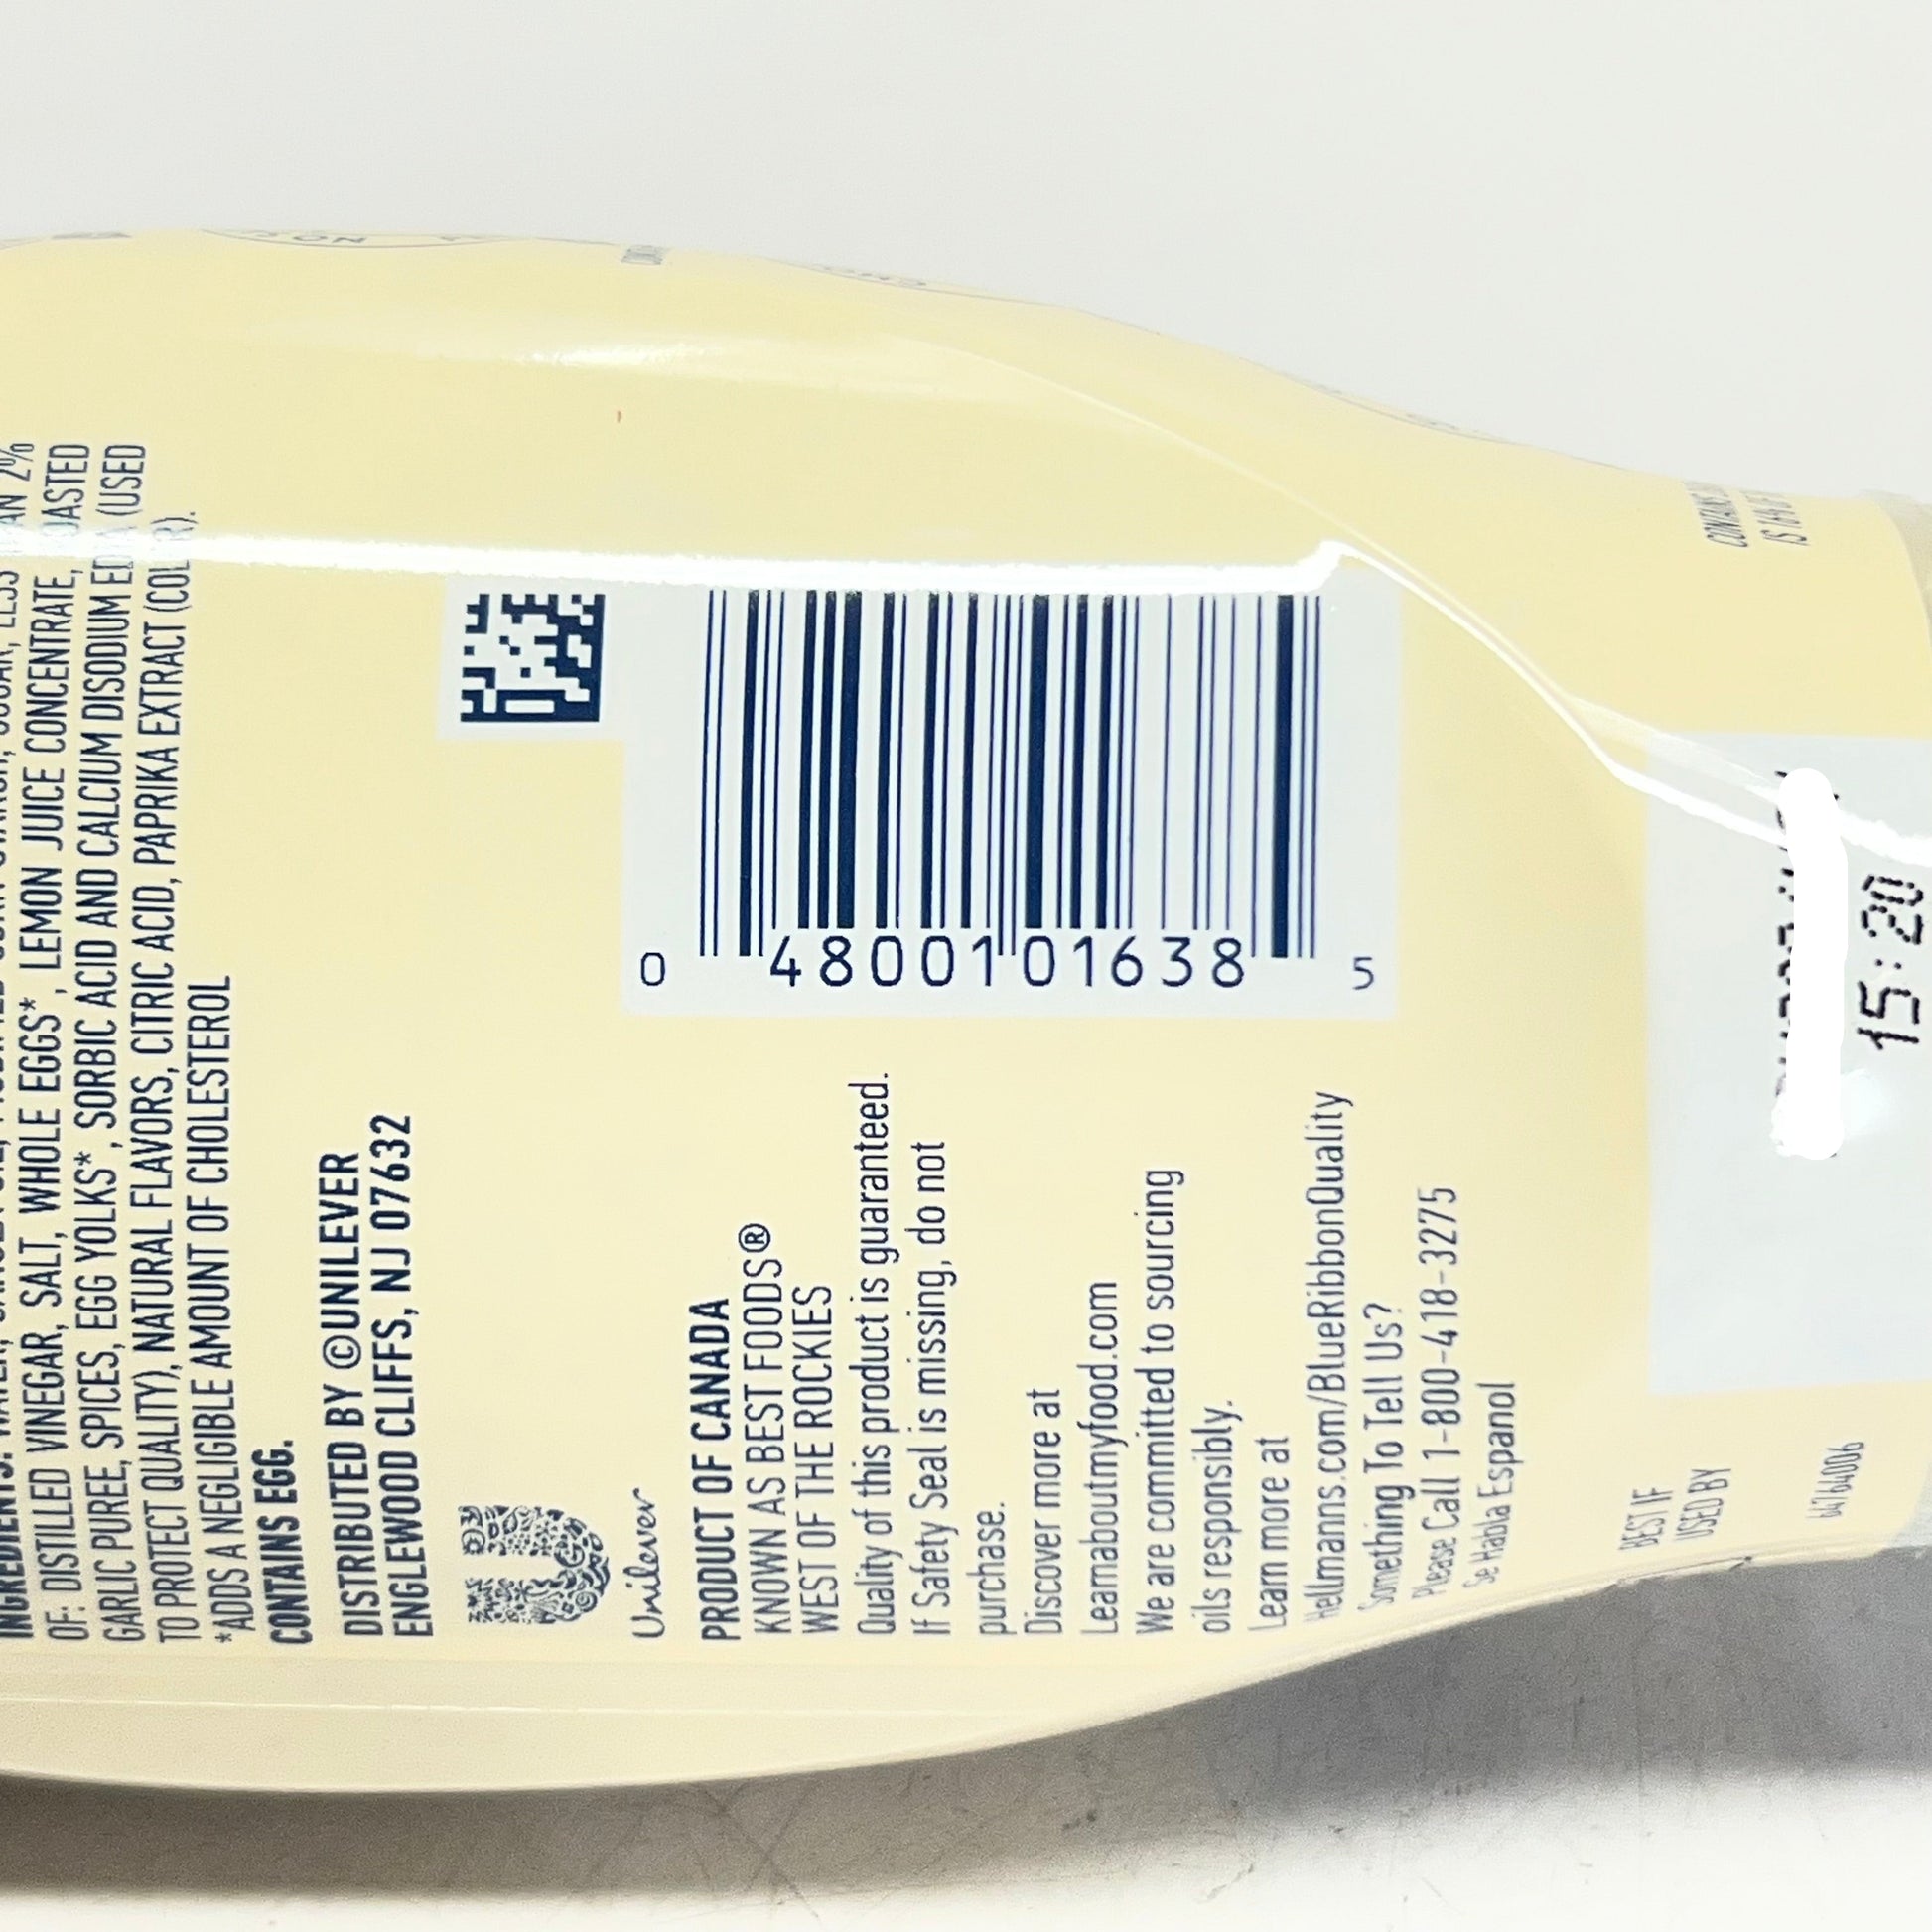 INGREDIENTS:
OF: DISTILLED VINEGAR, SALT, WHOLE EGGS*, LEMON JUICE CONCENTRATE,
GARLIC PUREE, SPICES, EGG YOLKS*, SORBIC ACID AND CALCIUM DISODIUM EDTA (USED
TO PROTECT QUALITY), NATURAL FLAVORS, CITRIC ACID, PAPRIKA EXTRACT (COLOR).
*ADDS A NEGLIGIBLE AMOUNT OF CHOLESTEROL
CONTAINS EGG.
DISTRIBUTED BY ©UNILEVER
ENGLEWOOD CLIFFS, NJ 07632
Unilever
0 48001 01638 5
PRODUCT OF CANADA
KNOWN AS BEST FOODS®
WEST OF THE ROCKIES
Quality of this product is guaranteed.
If Safety Seal is missing, do not
purchase.
Discover more at
Learnaboutmyfood.com
We are committed to sourcing
oils responsibly.
Learn more at
Hellmanns.com/BlueRibbonQuality
Something To Tell Us?
Please Call 1-800-418-3275
Se Habla Espanol
BEST IF
USED BY
15:20